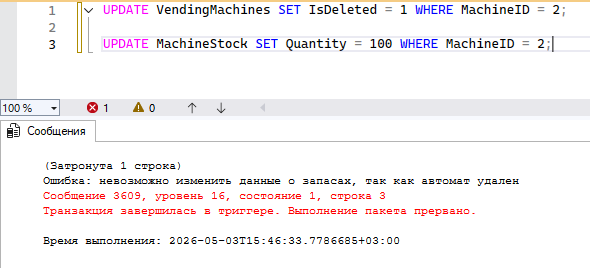 1 UPDATE VendingMachines SET IsDeleted = 1 WHERE MachineID = 2;
2
3 UPDATE MachineStock SET Quantity = 100 WHERE MachineID = 2;
100 % 1 0
Сообщения
(Затронута 1 строка)
Ошибка: невозможно изменить данные о запасах, так как автомат удален
Сообщение 3609, уровень 16, состояние 1, строка 3
Транзакция завершилась в триггере. Выполнение пакета прервано.
Время выполнения: 2026-05-03T15:46:33.7786685+03:00